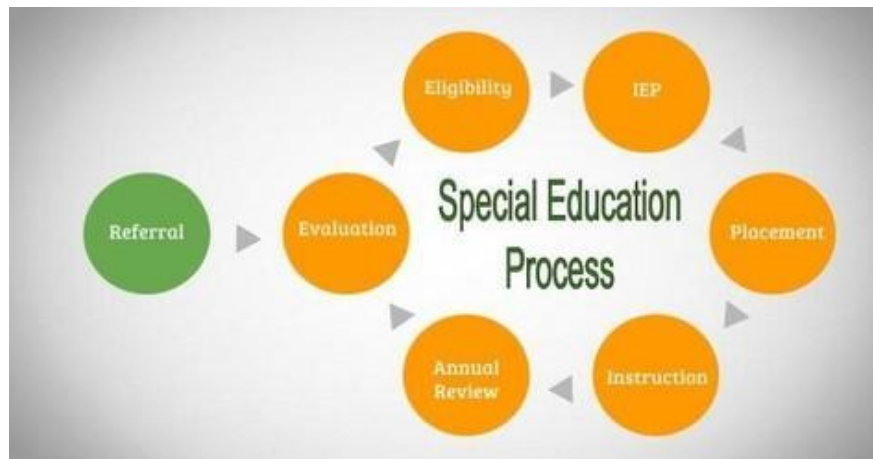 Referral
Evaluation
Eligibility
IEP
Placement
Instruction
Annual
Review
Special Education
Process